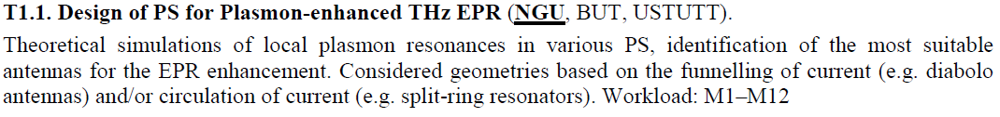 T1.1. Design of PS for Plasmon-enhanced THz EPR (NGU, BUT, USTUTT).
Theoretical simulations of local plasmon resonances in various PS, identification of the most suitable
antennas for the EPR enhancement. Considered geometries based on the funnelling of current (e.g. diabolo
antennas) and/or circulation of current (e.g. split-ring resonators). Workload: M1–M12